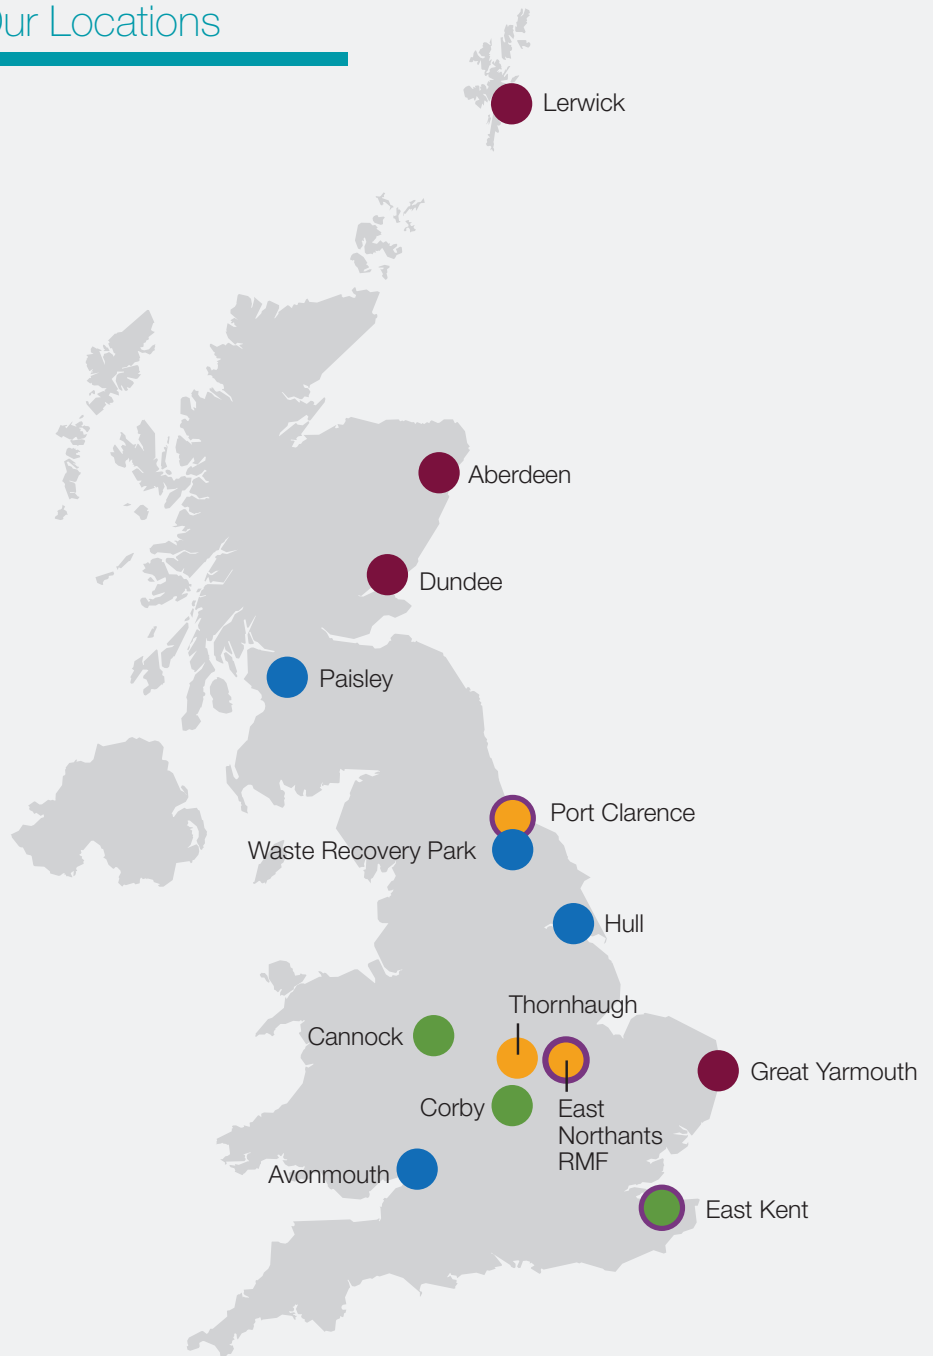 Our Locations
Lerwick
Aberdeen
Dundee
Paisley
Port Clarence
Waste Recovery Park
Hull
Thornhaugh
Cannock
Great Yarmouth
Corby
East
Northants
RMF
Avonmouth
East Kent